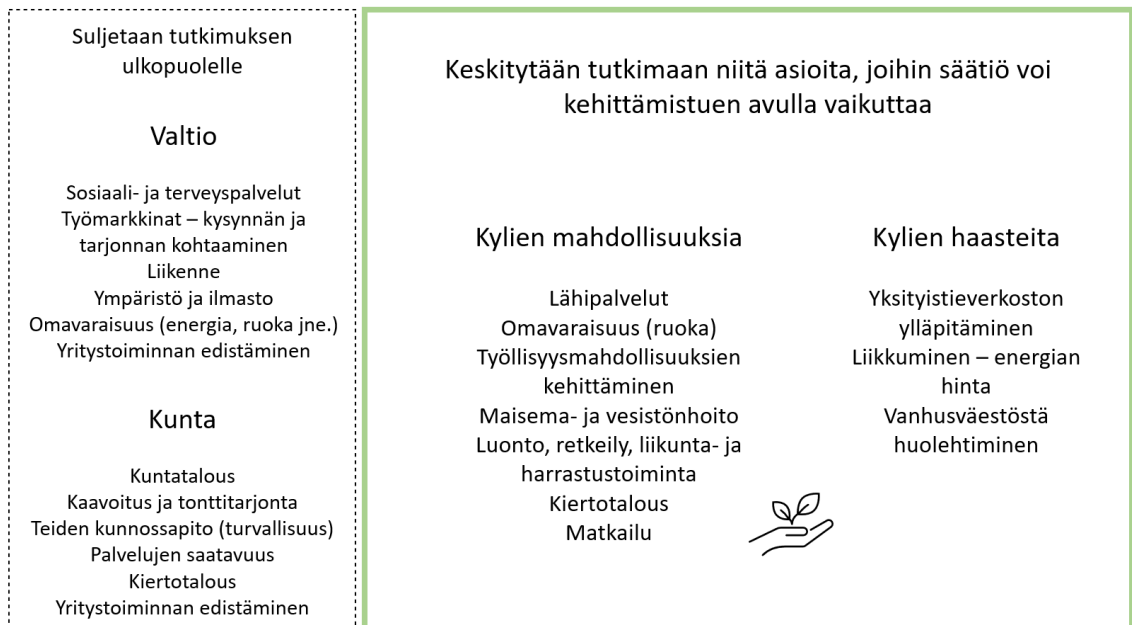 Suljetaan tutkimuksen
ulkopuolelle
Valtio
Sosiaali- ja terveyspalvelut
Työmarkkinat – kysynnän ja
tarjonnan kohtaaminen
Liikenne
Ympäristö ja ilmasto
Omavaraisuus (energia, ruoka jne.)
Yritystoiminnan edistäminen
Kunta
Kuntatalous
Kaavoitus ja tonttitarjonta
Teiden kunnossapito (turvallisuus)
Palvelujen saatavuus
Kiertotalous
Yritystoiminnan edistäminen
Keskitytään tutkimaan niitä asioita, joihin säätiö voi
kehittämistuen avulla vaikuttaa
Kylien mahdollisuuksia
Lähipalvelut
Omavaraisuus (ruoka)
Työllisyysmahdollisuuksien
kehittäminen
Maisema- ja vesistönhoito
Luonto, retkeily, liikunta- ja
harrastustoiminta
Kiertotalous
Matkailu
Kylien haasteita
Yksityistieverkoston
ylläpitäminen
Liikkuminen – energian
hinta
Vanhusväestöstä
huolehtiminen